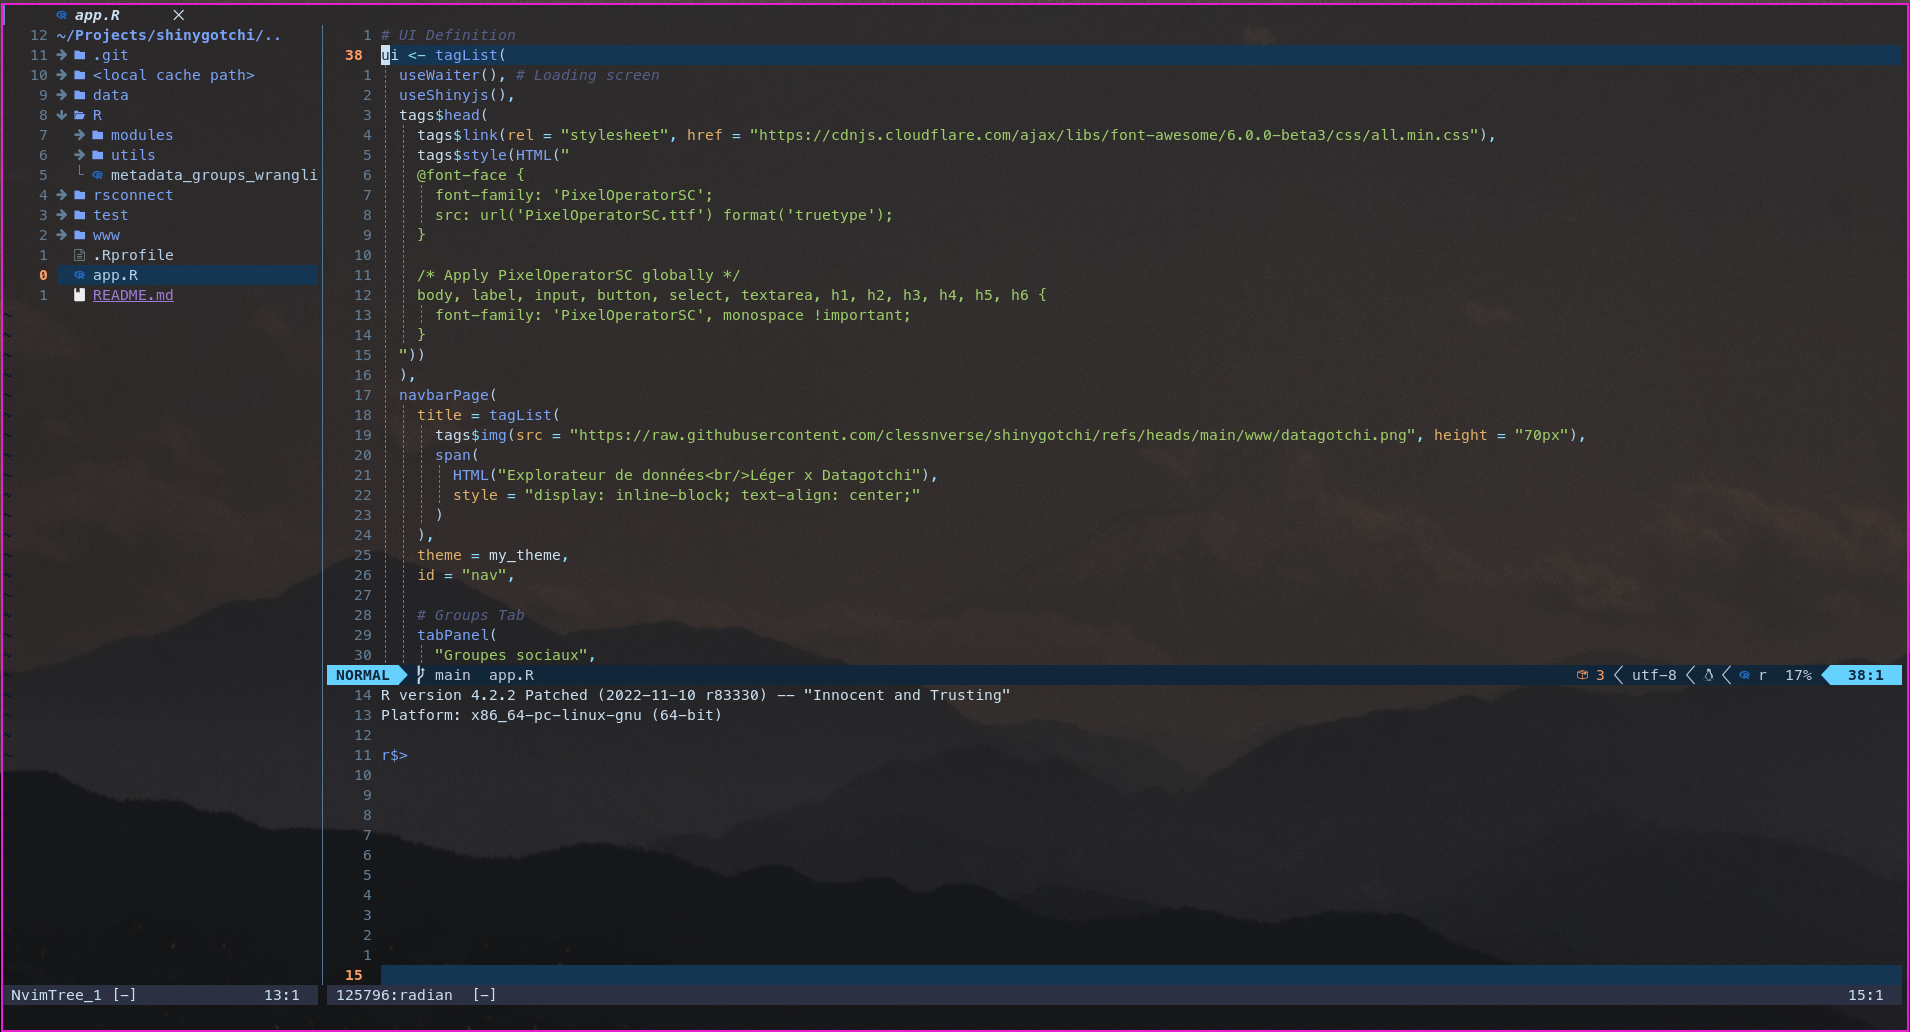 app.R
12 ~/Projects/shinygotchi/..
11 .git
10 <local cache path>
9 data
8 R
7 modules
6 utils
5 metadata_groups_wrangli
4 rsconnect
3 test
2 www
1 .Rprofile
0 app.R
1 README.md
1 # UI Definition
38 ui <- tagList(
1 useWaiter(), # Loading screen
2 useShinyjs(),
3 tags$head(
4 tags$link(rel = "stylesheet", href = "https://cdnjs.cloudflare.com/ajax/libs/font-awesome/6.0.0-beta3/css/all.min.css"),
5 tags$style(HTML("
6 @font-face {
7 font-family: 'PixelOperatorSC';
8 src: url('PixelOperatorSC.ttf') format('truetype');
9 }
10
11 /* Apply PixelOperatorSC globally */
12 body, label, input, button, select, textarea, h1, h2, h3, h4, h5, h6 {
13 font-family: 'PixelOperatorSC', monospace !important;
14 }
15 "))
16 ),
17 navbarPage(
18 title = tagList(
19 tags$img(src = "https://raw.githubusercontent.com/clessnverse/shinygotchi/refs/heads/main/www/datagotchi.png", height = "70px"),
20 span(
21 HTML("Explorateur de données<br/>Léger x Datagotchi"),
22 style = "display: inline-block; text-align: center;"
23 )
24 ),
25 theme = my_theme,
26 id = "nav",
27
28 # Groups Tab
29 tabPanel(
30 "Groupes sociaux",
NORMAL main app.R 3 utf-8 r 17% 38:1
14 R version 4.2.2 Patched (2022-11-10 r83330) -- "Innocent and Trusting"
13 Platform: x86_64-pc-linux-gnu (64-bit)
12
11 r$>
10
9
8
7
6
5
4
3
2
1
15
NvimTree_1 [-] 13:1
125796:radian [-] 15:1